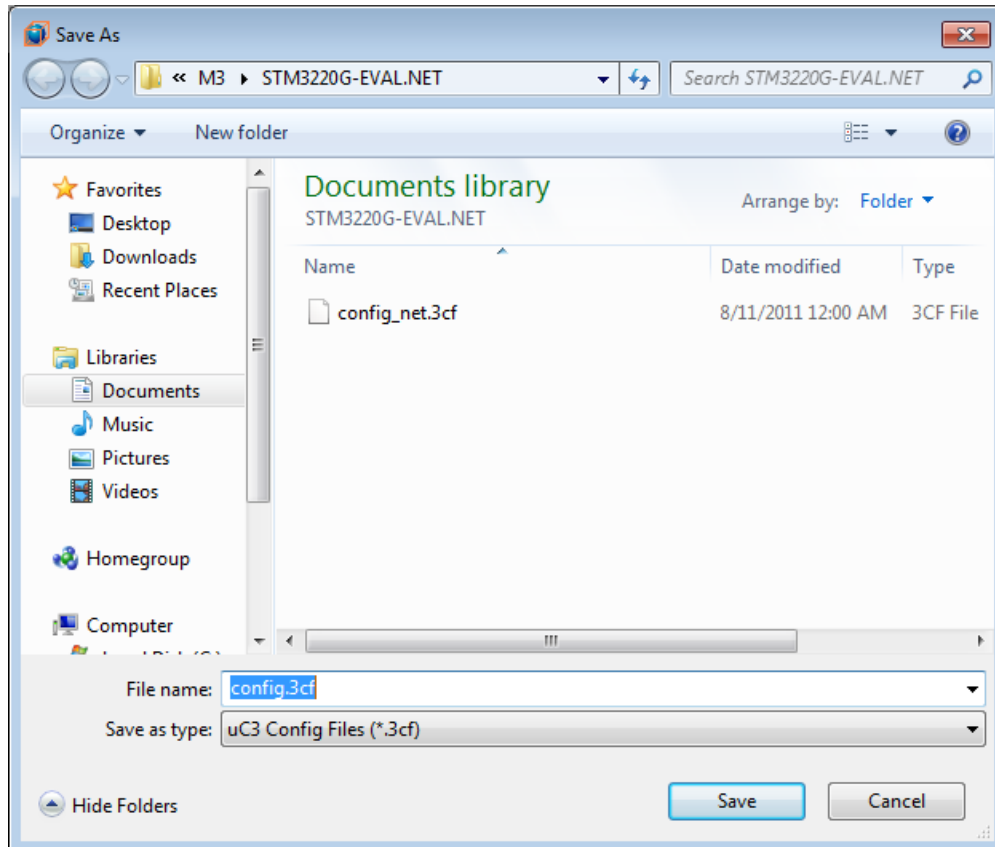 Save As
« M3 ▸ STM3220G-EVAL.NET
Search STM3220G-EVAL.NET
Organize
New folder
Favorites
Desktop
Downloads
Recent Places
Libraries
Documents
Music
Pictures
Videos
Homegroup
Computer
Documents library
STM3220G-EVAL.NET
Arrange by: Folder
Name Date modified Type
config_net.3cf 8/11/2011 12:00 AM 3CF File
File name: config.3cf
Save as type: uC3 Config Files (*.3cf)
Hide Folders
Save
Cancel